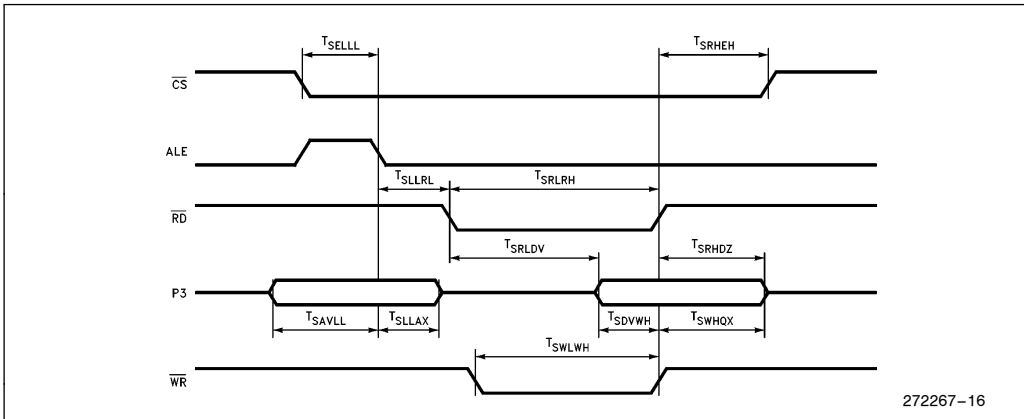 TSELLL TSRHEH
CS
ALE
TSLLRL TSRLRH
RD
TSRLDV TSRHDZ
P3
TSAVLL TSLLAX TSDVWH TSWHQX
TSWLWH
WR
272267–16